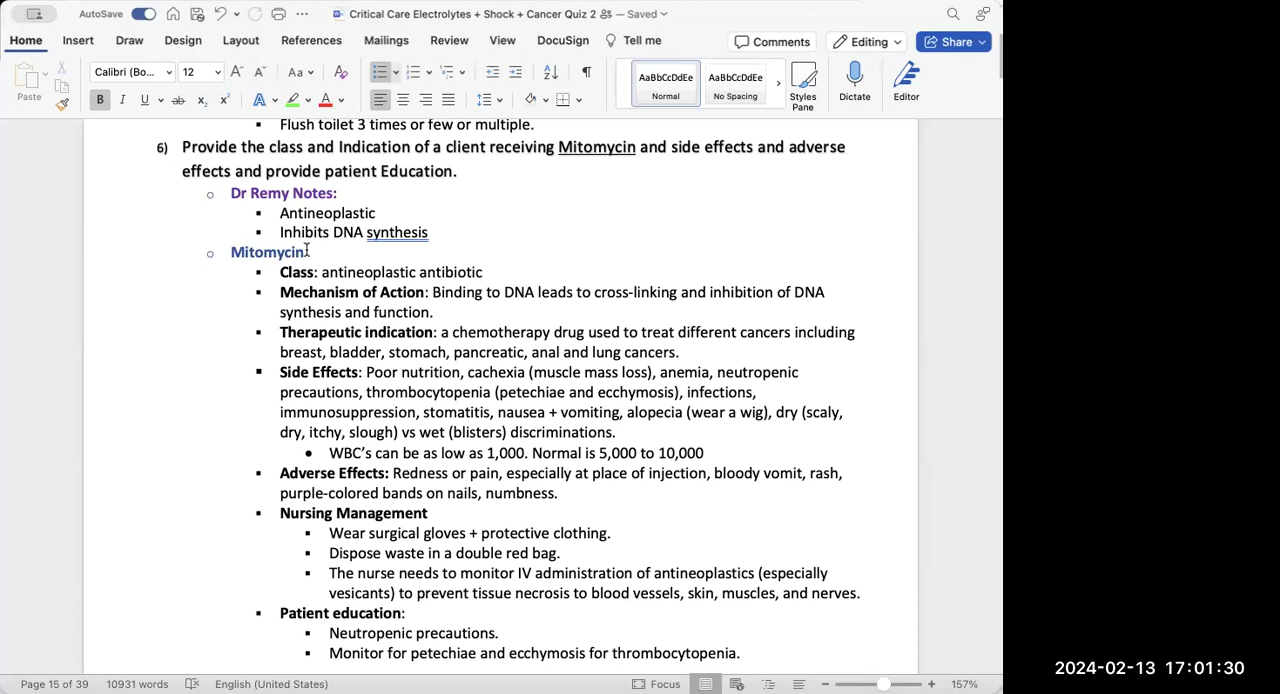 AutoSave
Critical Care Electrolytes + Shock + Cancer Quiz 2 — Saved
Home Insert Draw Design Layout References Mailings Review View DocuSign Tell me Comments Editing Share
Paste
Calibri (Bo... 12 A A Aa A
B I U ab x₂ x² A A
AaBbCcDdEe
Normal
AaBbCcDdEe
No Spacing
Styles
Pane
Dictate
Editor
▪ Flush toilet 3 times or few or multiple.
6) Provide the class and Indication of a client receiving Mitomycin and side effects and adverse
effects and provide patient Education.
o Dr Remy Notes:
▪ Antineoplastic
▪ Inhibits DNA synthesis
o Mitomycin
▪ Class: antineoplastic antibiotic
▪ Mechanism of Action: Binding to DNA leads to cross-linking and inhibition of DNA
synthesis and function.
▪ Therapeutic indication: a chemotherapy drug used to treat different cancers including
breast, bladder, stomach, pancreatic, anal and lung cancers.
▪ Side Effects: Poor nutrition, cachexia (muscle mass loss), anemia, neutropenic
precautions, thrombocytopenia (petechiae and ecchymosis), infections,
immunosuppression, stomatitis, nausea + vomiting, alopecia (wear a wig), dry (scaly,
dry, itchy, slough) vs wet (blisters) discriminations.
• WBC's can be as low as 1,000. Normal is 5,000 to 10,000
▪ Adverse Effects: Redness or pain, especially at place of injection, bloody vomit, rash,
purple-colored bands on nails, numbness.
▪ Nursing Management
▪ Wear surgical gloves + protective clothing.
▪ Dispose waste in a double red bag.
▪ The nurse needs to monitor IV administration of antineoplastics (especially
vesicants) to prevent tissue necrosis to blood vessels, skin, muscles, and nerves.
▪ Patient education:
▪ Neutropenic precautions.
▪ Monitor for petechiae and ecchymosis for thrombocytopenia.
2024-02-13 17:01:30
Page 15 of 39 10931 words English (United States) Focus 157%